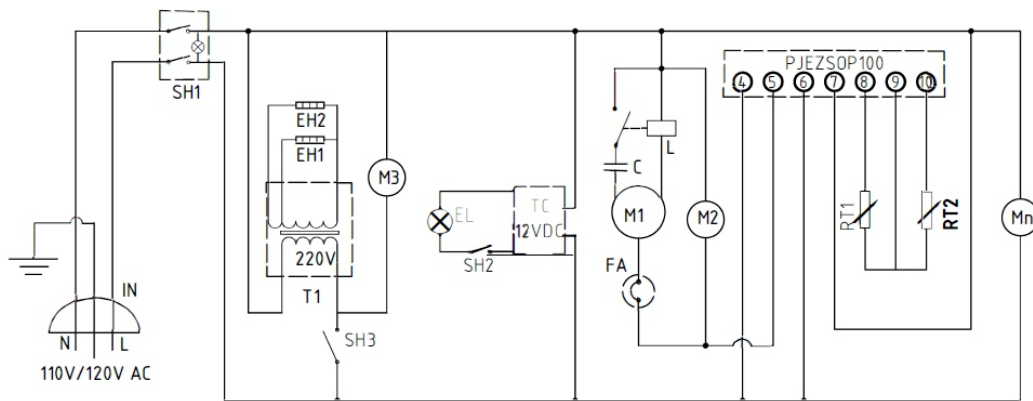 SH1
PJEZSOP100
4 5 6 7 8 9 10
EH2
EH1
M3
L
C
EL
TC
12VDC
M1
M2
RT1
RT2
Mn
220V
SH2
FA
T1
IN
SH3
N L
110V/120V AC